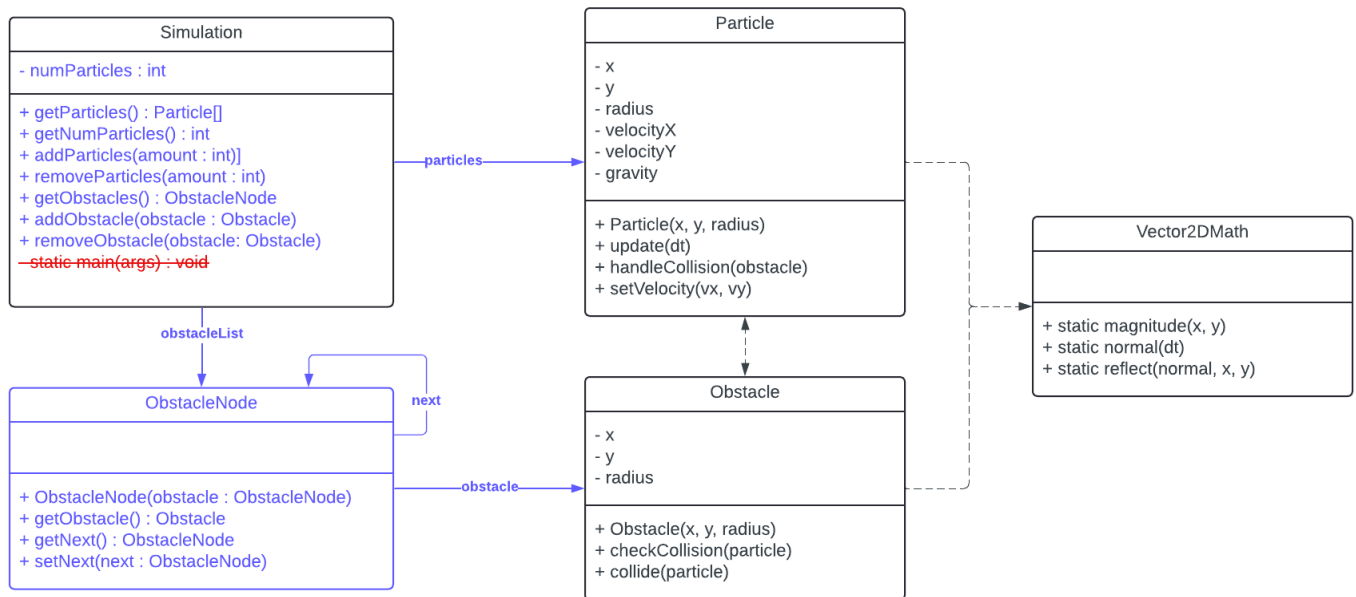 Simulation
- numParticles : int
+ getParticles() : Particle[]
+ getNumParticles() : int
+ addParticles(amount : int)]
+ removeParticles(amount : int)
+ getObstacles() : ObstacleNode
+ addObstacle(obstacle : Obstacle)
+ removeObstacle(obstacle: Obstacle)
- static main(args) : void
particles
obstacleList
ObstacleNode
+ ObstacleNode(obstacle : ObstacleNode)
+ getObstacle() : Obstacle
+ getNext() : ObstacleNode
+ setNext(next : ObstacleNode)
next
obstacle
Particle
- x
- y
- radius
- velocityX
- velocityY
- gravity
+ Particle(x, y, radius)
+ update(dt)
+ handleCollision(obstacle)
+ setVelocity(vx, vy)
Obstacle
- x
- y
- radius
+ Obstacle(x, y, radius)
+ checkCollision(particle)
+ collide(particle)
Vector2DMath
+ static magnitude(x, y)
+ static normal(dt)
+ static reflect(normal, x, y)